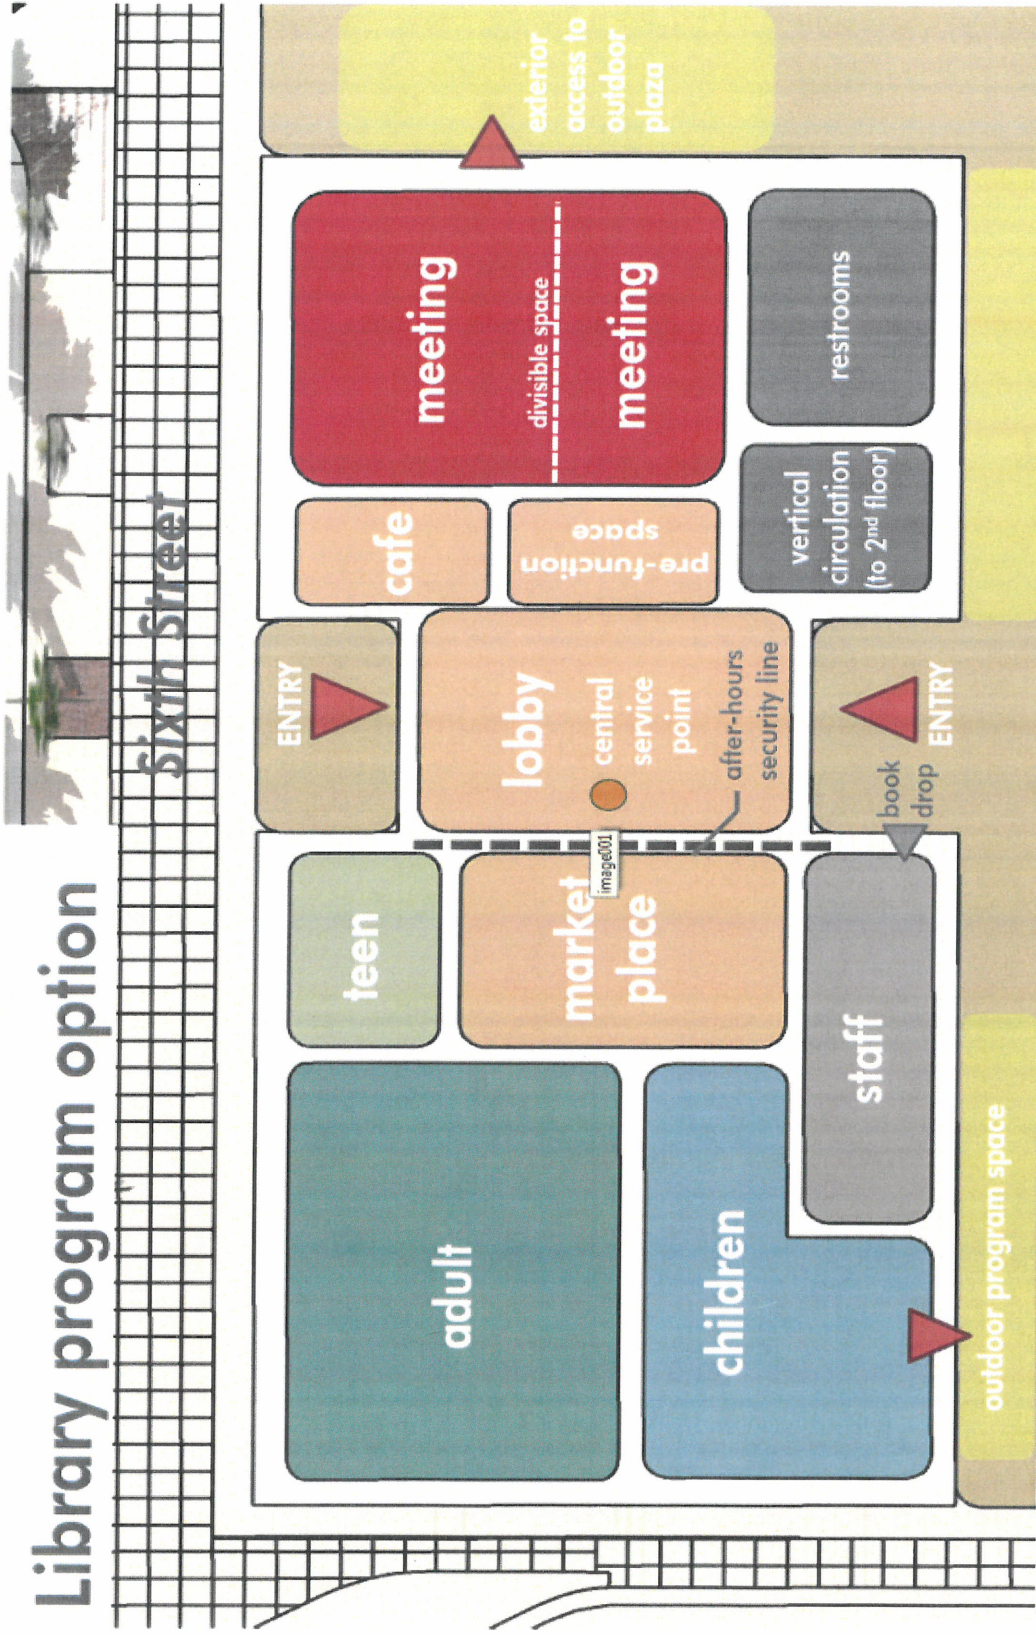 Library program option
Sixth Street
ENTRY
teen
adult
market
place
lobby
central
service
point
cafe
pre-function
space
meeting
divisible space
meeting
exterior
access to
outdoor
plaza
image001
after-hours
security line
children
staff
book
drop
ENTRY
vertical
circulation
(to 2nd floor)
restrooms
outdoor program space